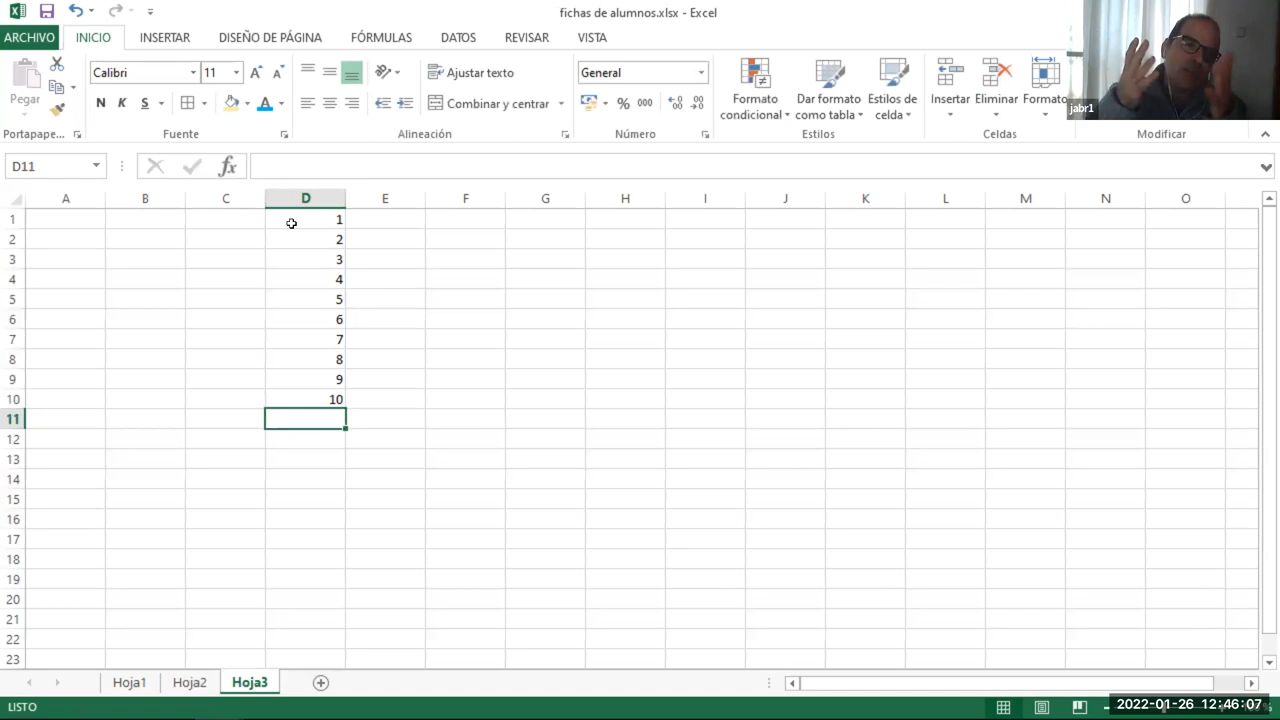 fichas de alumnos.xlsx - Excel
ARCHIVO INICIO INSERTAR DISEÑO DE PÁGINA FÓRMULAS DATOS REVISAR VISTA
Pegar
Calibri 11
N K S A
Ajustar texto
Combinar y centrar
General
% 000
Formato condicional
Dar formato como tabla
Estilos de celda
Insertar Eliminar Formato
jabr1
Portapape... Fuente Alineación Número Estilos Celdas Modificar
D11 fx
A B C D E F G H I J K L M N O
1 1
2 2
3 3
4 4
5 5
6 6
7 7
8 8
9 9
10 10
11
12
13
14
15
16
17
18
19
20
21
22
23
Hoja1 Hoja2 Hoja3
LISTO
2022-01-26 12:46:07